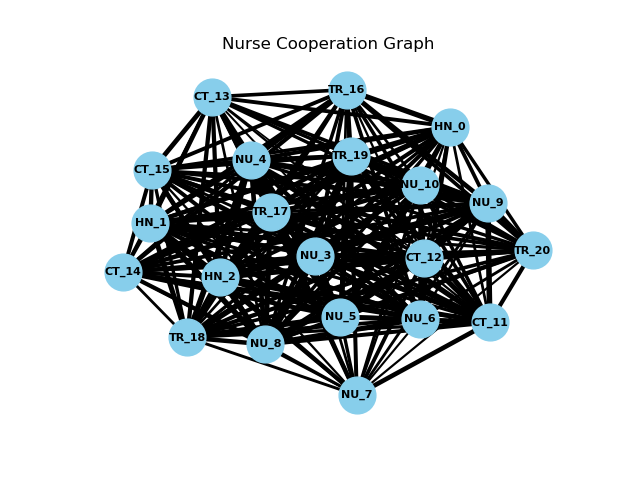 Nurse Cooperation Graph
TR_16
CT_13
HN_0
TR_19
NU_4
CT_15
NU_10
NU_9
TR_17
HN_1
TR_20
NU_3
CT_12
CT_14
HN_2
NU_5
NU_6
CT_11
TR_18
NU_8
NU_7